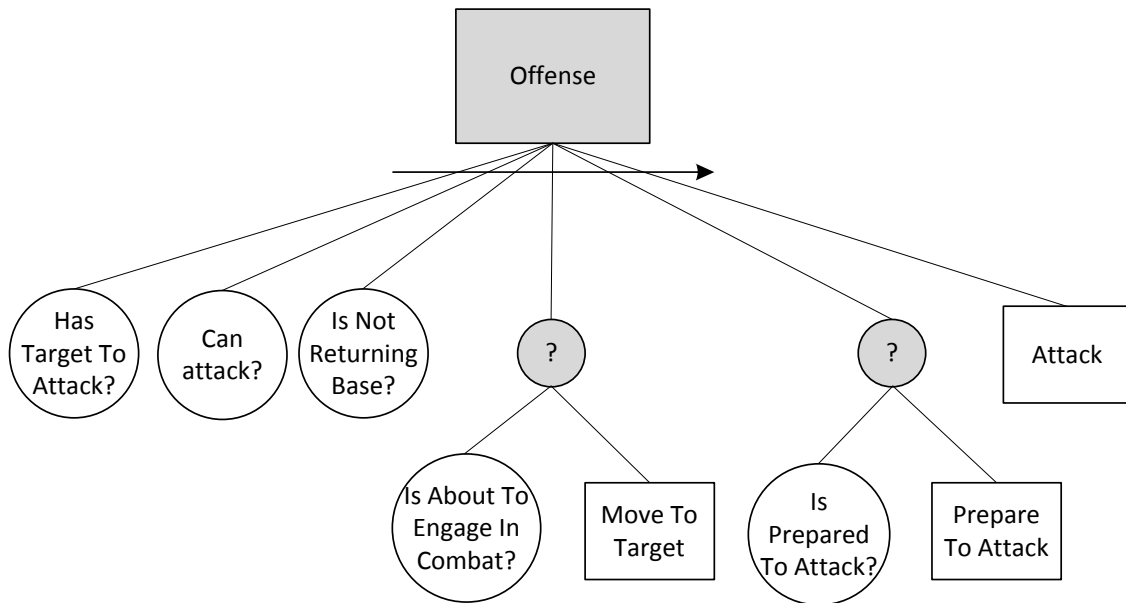 Offense
Has
Target To
Attack?
Can
attack?
Is Not
Returning
Base?
?
?
Attack
Is About To
Engage In
Combat?
Move To
Target
Is
Prepared
To Attack?
Prepare
To Attack